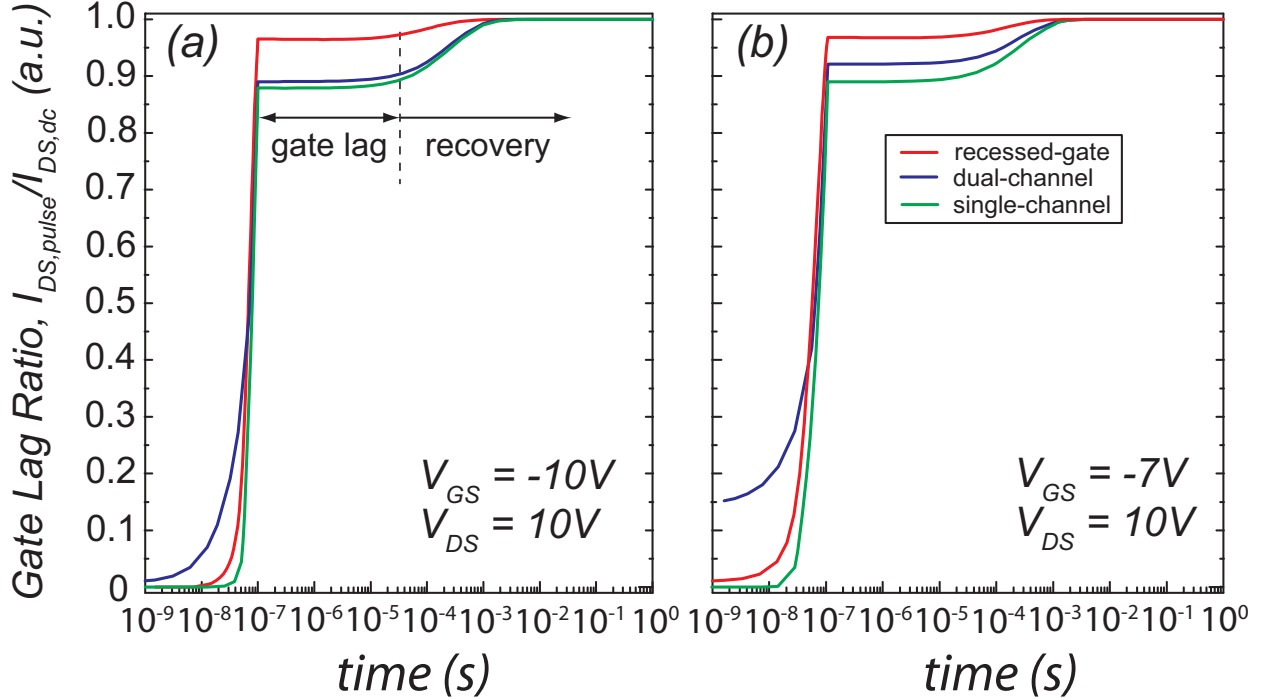 Gate Lag Ratio, I_DS,pulse/I_DS,dc (a.u.)
1.0
0.9
0.8
0.7
0.6
0.5
0.4
0.3
0.2
0.1
0
(a)
gate lag
recovery
V_GS = -10V
V_DS = 10V
10⁻⁹ 10⁻⁸ 10⁻⁷ 10⁻⁶ 10⁻⁵ 10⁻⁴ 10⁻³ 10⁻² 10⁻¹ 10⁰
time (s)
(b)
recessed-gate
dual-channel
single-channel
V_GS = -7V
V_DS = 10V
10⁻⁹ 10⁻⁸ 10⁻⁷ 10⁻⁶ 10⁻⁵ 10⁻⁴ 10⁻³ 10⁻² 10⁻¹ 10⁰
time (s)